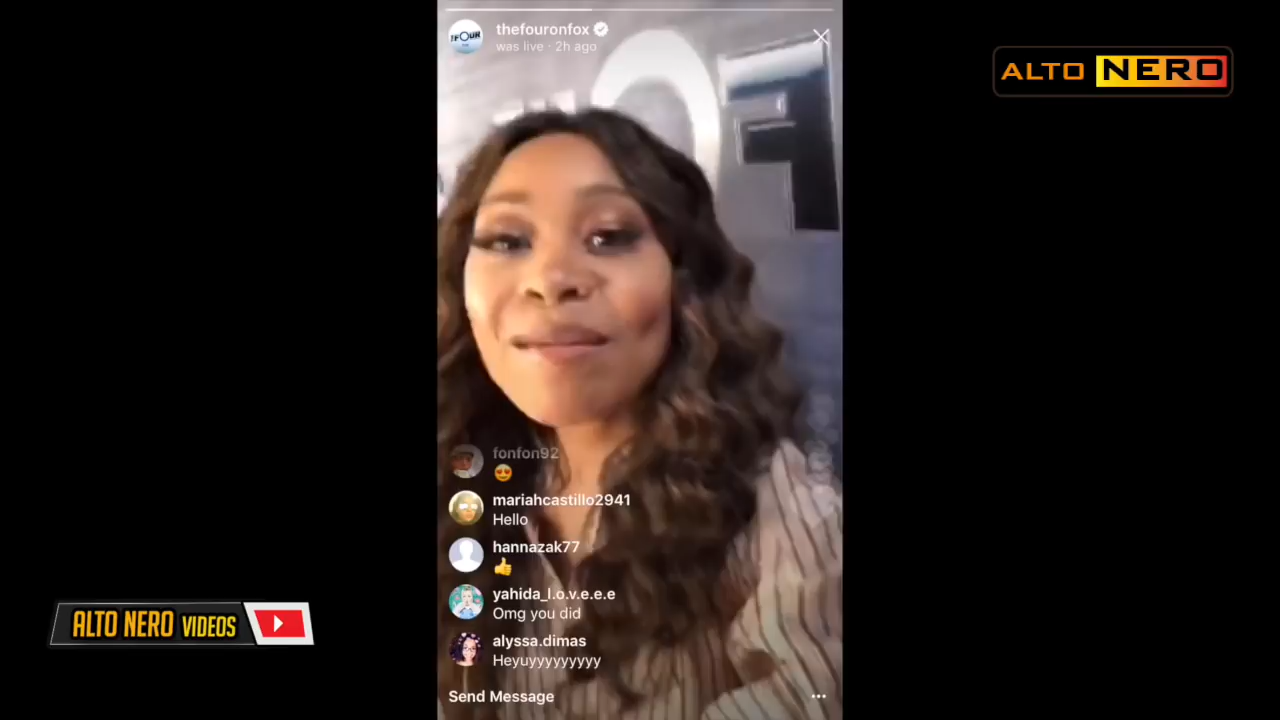 thefouronfox
was live · 2h ago
ALTO NERO
fonfon92
😍
mariahcastillo2941
Hello
hannazak77
👍
yahida_l.o.v.e.e.e
Omg you did
alyssa.dimas
Heyuyyyyyyyyy
Send Message
ALTO NERO VIDEOS